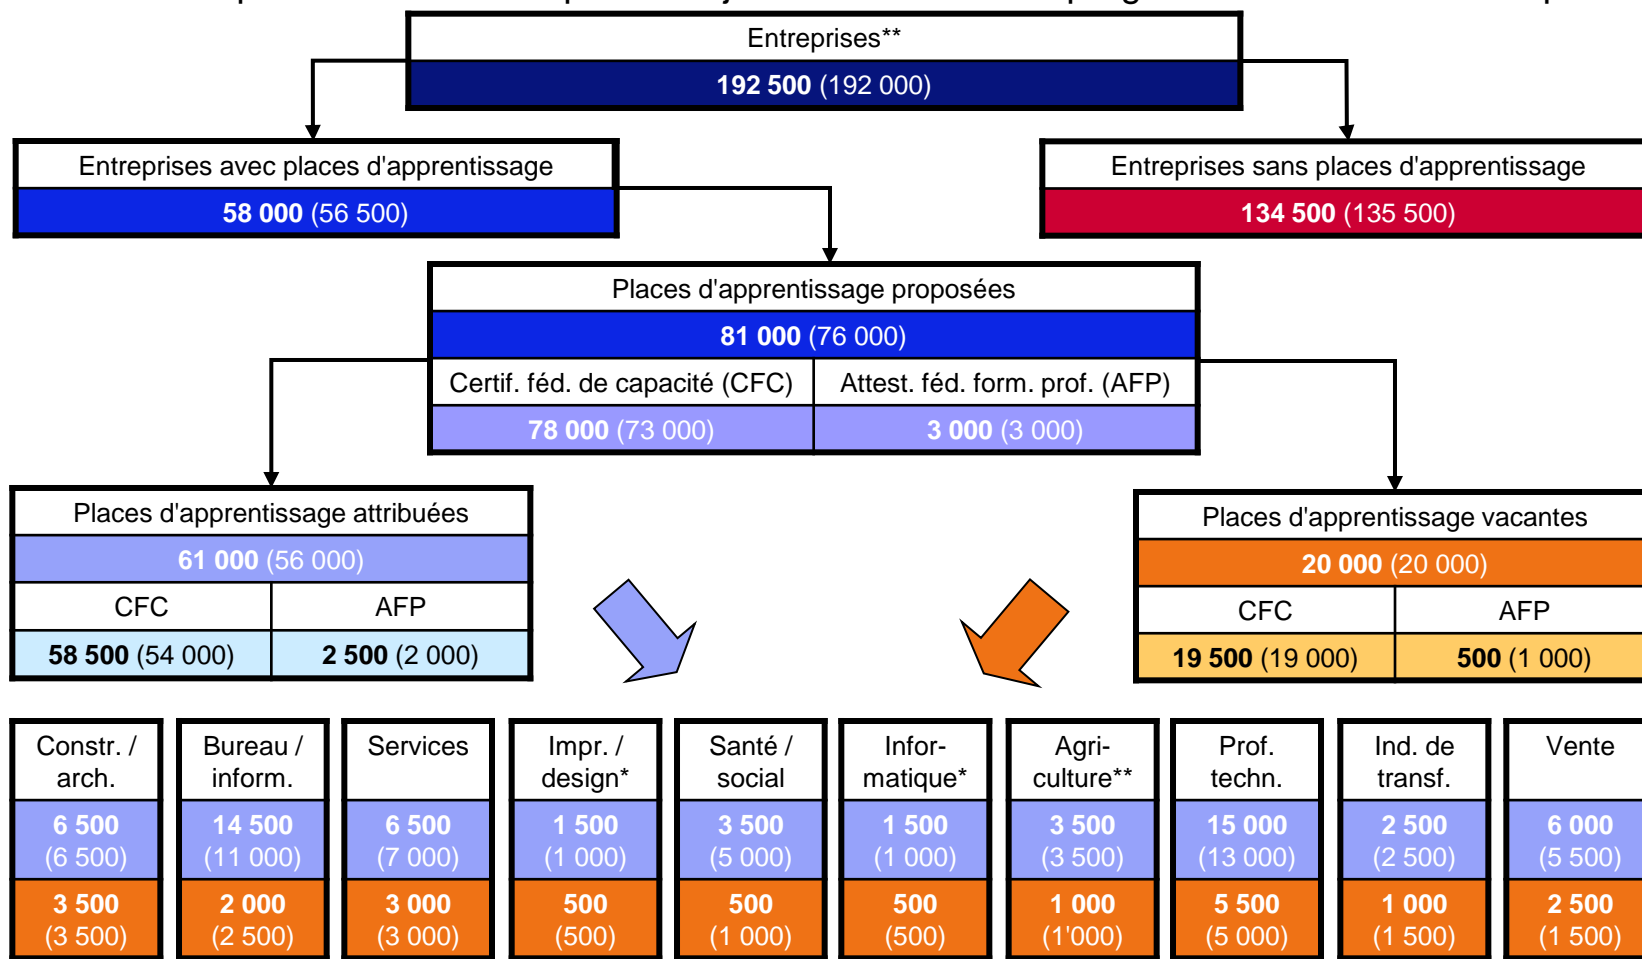 Entreprises**
192 500 (192 000)
Entreprises avec places d'apprentissage
58 000 (56 500)
Entreprises sans places d'apprentissage
134 500 (135 500)
Places d'apprentissage proposées
81 000 (76 000)
Certif. féd. de capacité (CFC)
Attest. féd. form. prof. (AFP)
78 000 (73 000)
3 000 (3 000)
Places d'apprentissage attribuées
61 000 (56 000)
CFC
AFP
58 500 (54 000)
2 500 (2 000)
Places d'apprentissage vacantes
20 000 (20 000)
CFC
AFP
19 500 (19 000)
500 (1 000)
Constr. /
arch.
6 500
(6 500)
3 500
(3 500)
Bureau /
inform.
14 500
(11 000)
2 000
(2 500)
Services
6 500
(7 000)
3 000
(3 000)
Impr. /
design*
1 500
(1 000)
500
(500)
Santé /
social
3 500
(5 000)
500
(1 000)
Infor-
matique*
1 500
(1 000)
500
(500)
Agri-
culture**
3 500
(3 500)
1 000
(1'000)
Prof.
techn.
15 000
(13 000)
5 500
(5 000)
Ind. de
transf.
2 500
(2 500)
1 000
(1 500)
Vente
6 000
(5 500)
2 500
(1 500)